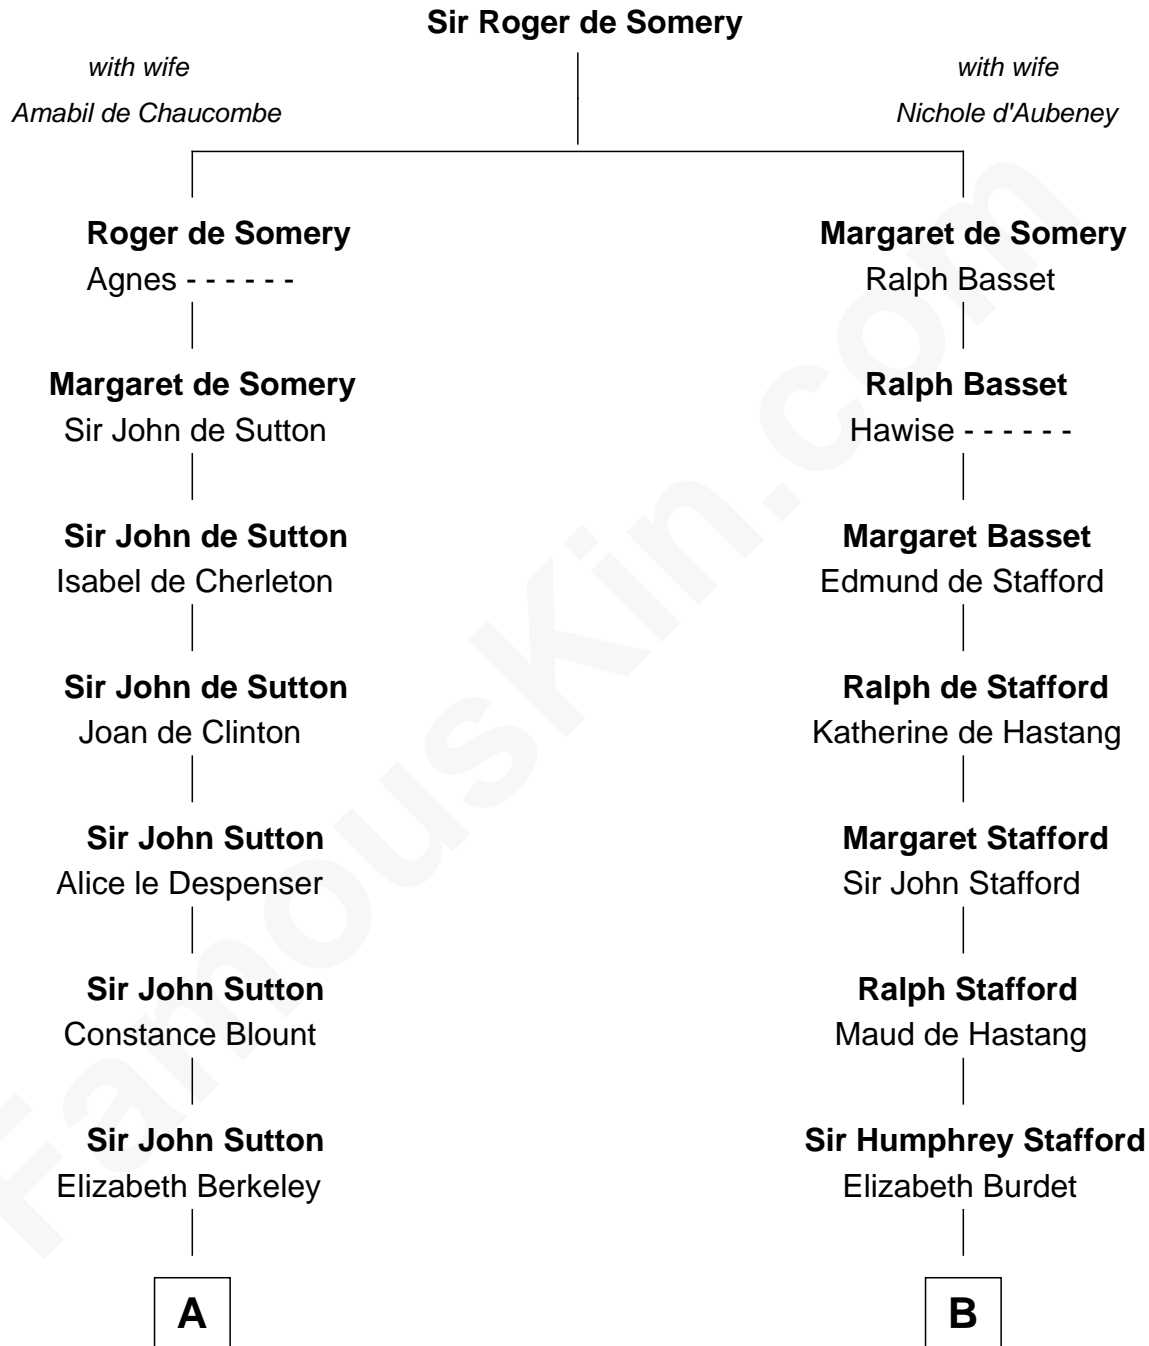 Sir Roger de Somery
with wife
Amabil de Chaucombe
with wife
Nichole d'Aubeney
Roger de Somery
Agnes - - - - - -
Margaret de Somery
Ralph Basset
Margaret de Somery
Sir John de Sutton
Ralph Basset
Hawise - - - - - -
Sir John de Sutton
Isabel de Cherleton
Margaret Basset
Edmund de Stafford
Sir John de Sutton
Joan de Clinton
Ralph de Stafford
Katherine de Hastang
Sir John Sutton
Alice le Despenser
Margaret Stafford
Sir John Stafford
Sir John Sutton
Constance Blount
Ralph Stafford
Maud de Hastang
Sir John Sutton
Elizabeth Berkeley
Sir Humphrey Stafford
Elizabeth Burdet
A
B
FamousKin.com